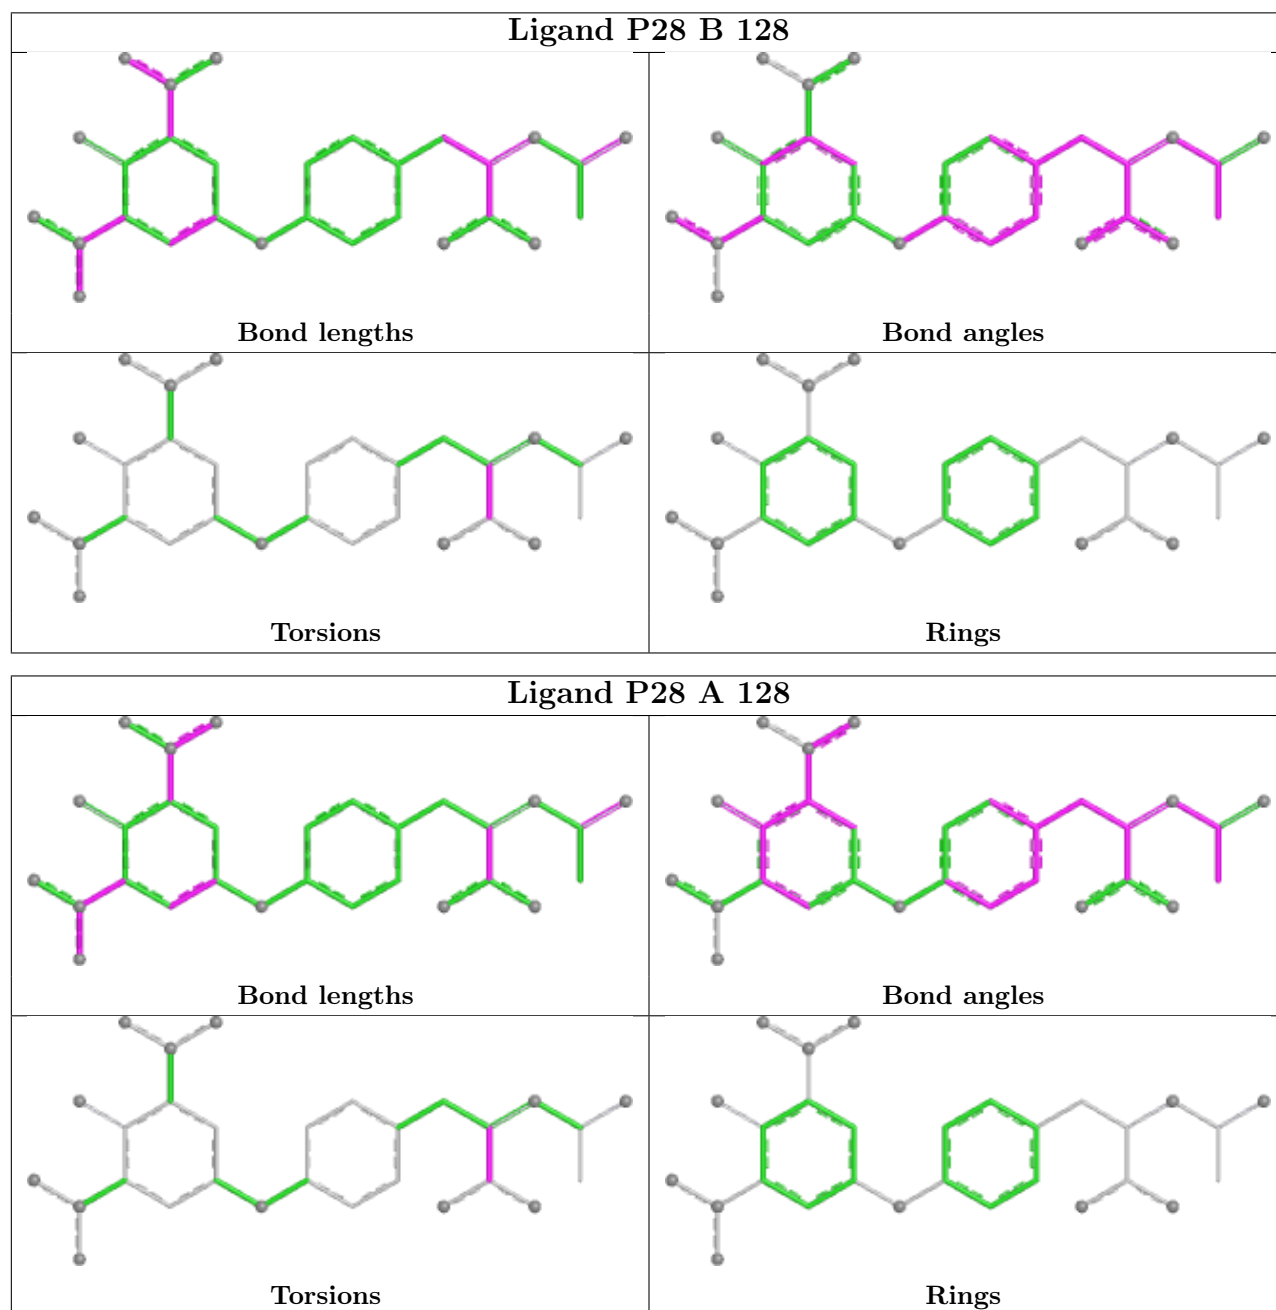 Ligand P28 B 128
Bond lengths
Bond angles
Torsions
Rings
Ligand P28 A 128
Bond lengths
Bond angles
Torsions
Rings